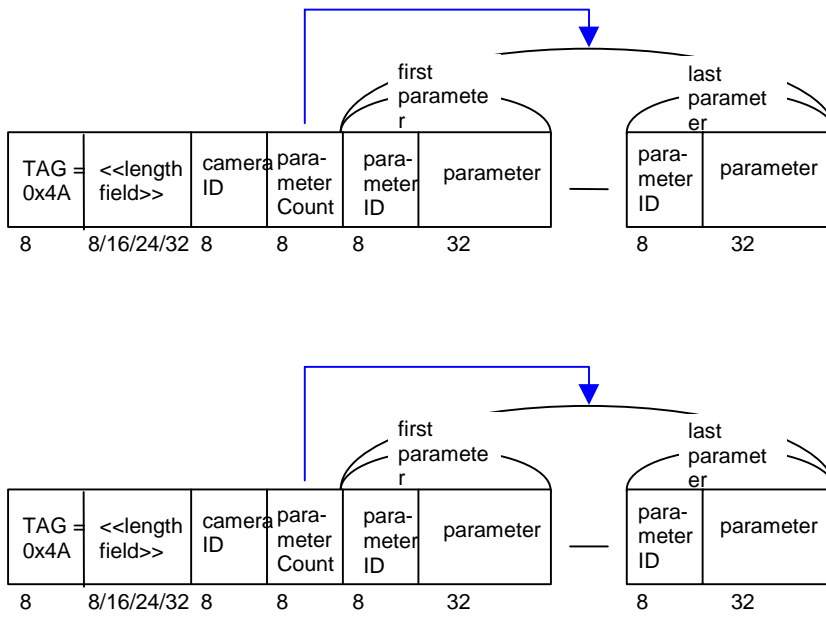 first
paramete
r
last
paramet
er
TAG =
0x4A
<<length
field>>
camera
ID
para-
meter
Count
para-
meter
ID
parameter
para-
meter
ID
parameter
8 8/16/24/32 8 8 8 32 8 32
first
paramete
r
last
paramet
er
TAG =
0x4A
<<length
field>>
camera
ID
para-
meter
Count
para-
meter
ID
parameter
para-
meter
ID
parameter
8 8/16/24/32 8 8 8 32 8 32